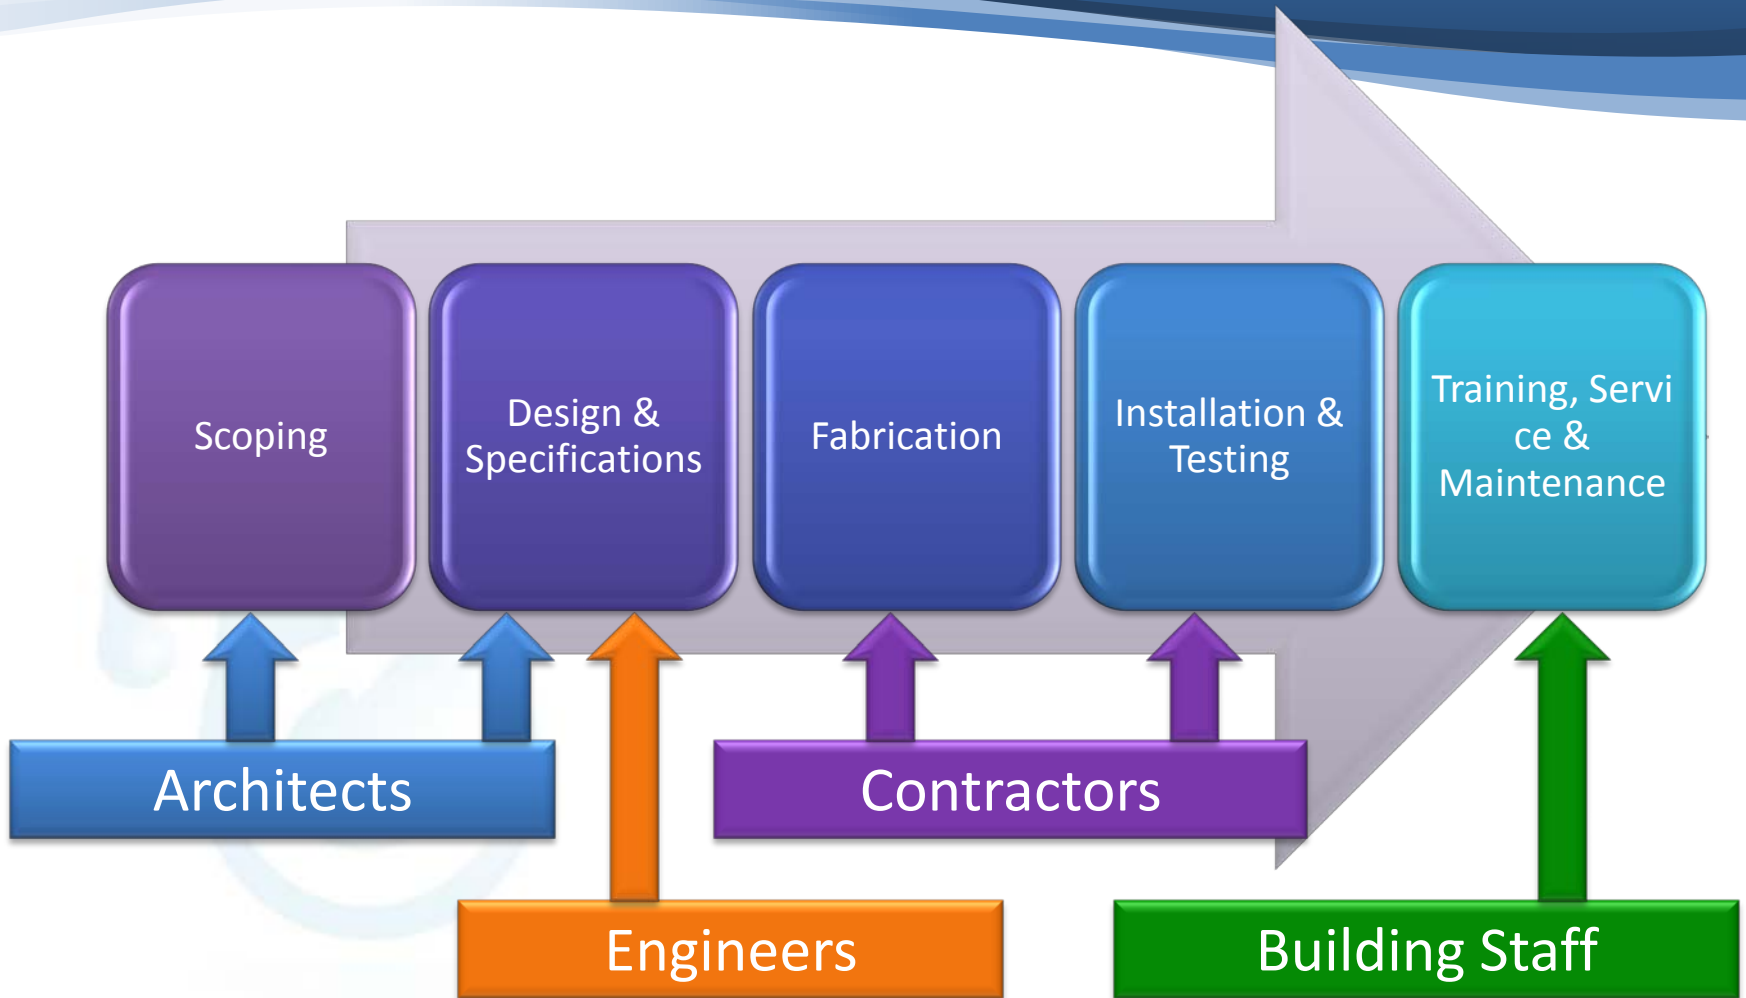 Scoping
Design &
Specifications
Fabrication
Installation &
Testing
Training, Servi
ce &
Maintenance
Architects
Contractors
Engineers
Building Staff